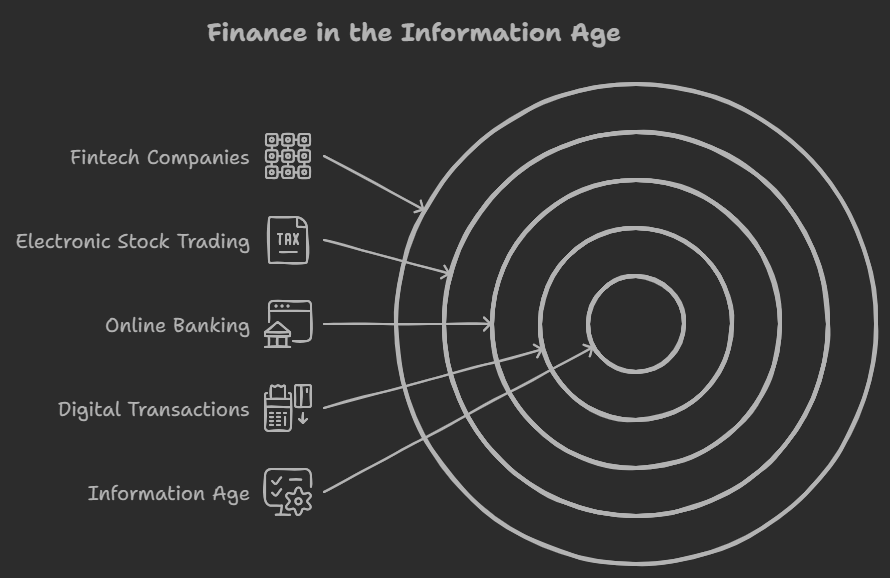 Finance in the Information Age
Fintech Companies
Electronic Stock Trading
TAX
Online Banking
Digital Transactions
Information Age